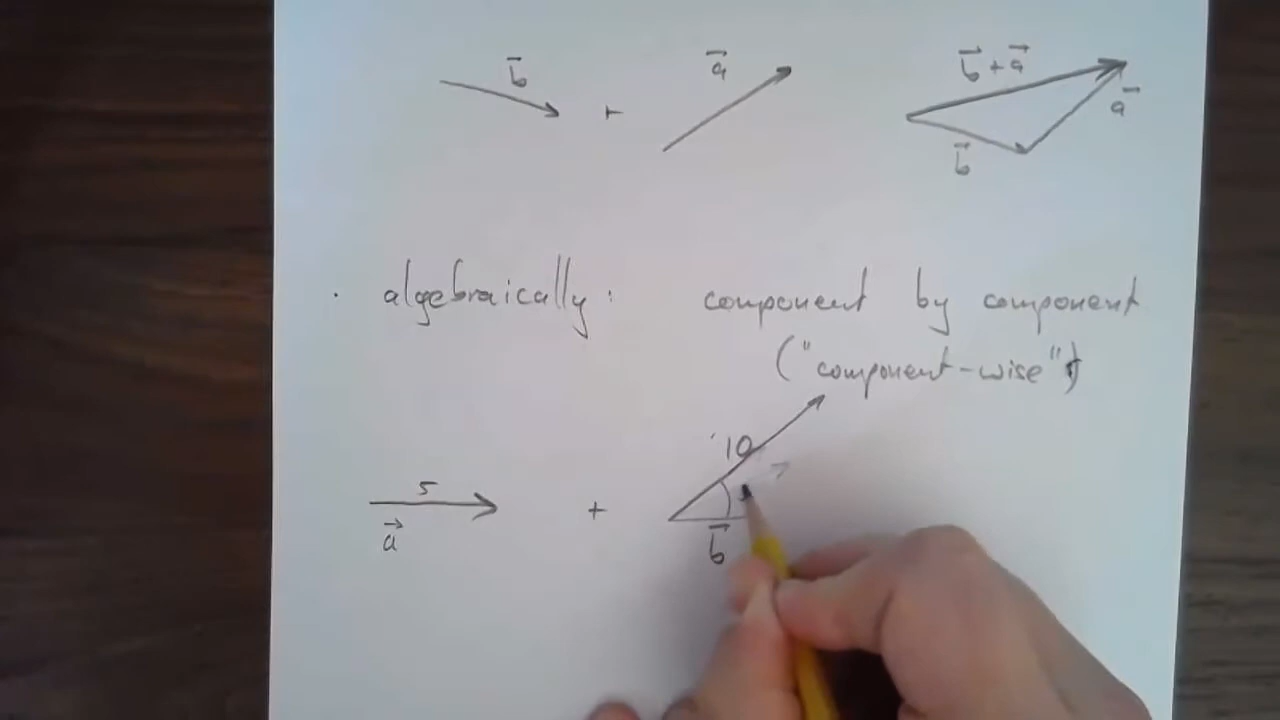 b⃗ + a⃗ b⃗ + a⃗
b⃗ a⃗
· algebraically: component by component
("component-wise")
5 + 10
a⃗ b⃗